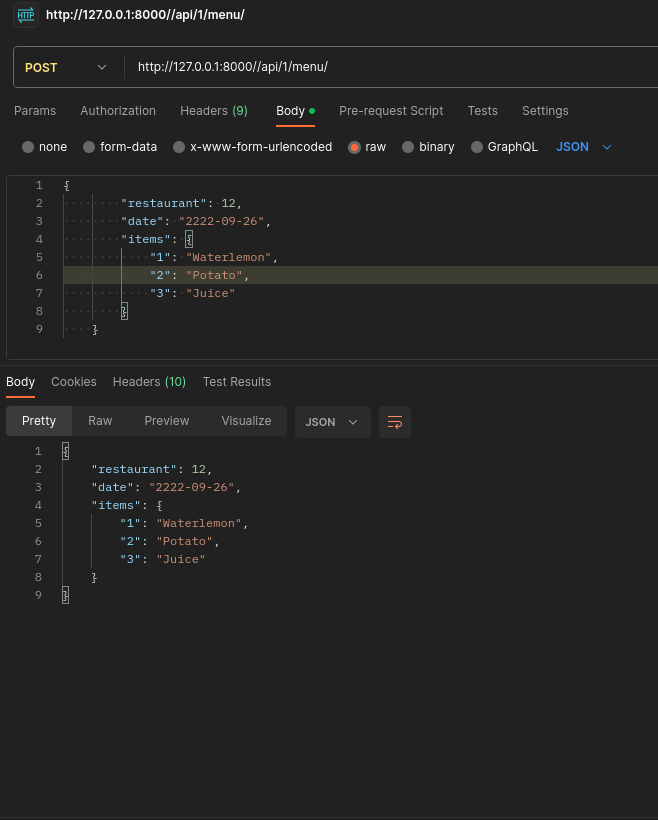 HTTP http://127.0.0.1:8000//api/1/menu/
POST http://127.0.0.1:8000//api/1/menu/
Params Authorization Headers (9) Body Pre-request Script Tests Settings
none form-data x-www-form-urlencoded raw binary GraphQL JSON
1 {
2 "restaurant": 12,
3 "date": "2222-09-26",
4 "items": {
5 "1": "Waterlemon",
6 "2": "Potato",
7 "3": "Juice"
8 }
9 }
Body Cookies Headers (10) Test Results
Pretty Raw Preview Visualize JSON
1 {
2 "restaurant": 12,
3 "date": "2222-09-26",
4 "items": {
5 "1": "Waterlemon",
6 "2": "Potato",
7 "3": "Juice"
8 }
9 }